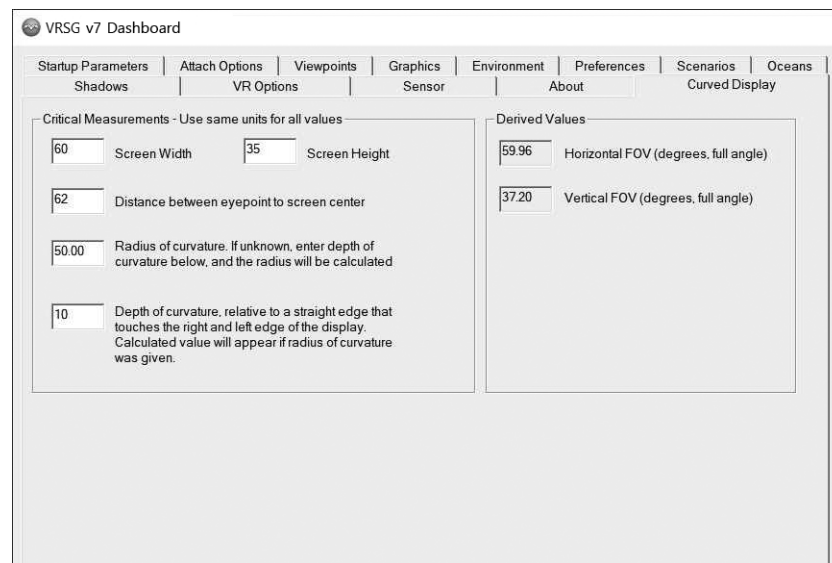 VRSG v7 Dashboard
Startup Parameters Attach Options Viewpoints Graphics Environment Preferences Scenarios Oceans
Shadows VR Options Sensor About Curved Display
Critical Measurements - Use same units for all values
60 Screen Width 35 Screen Height
62 Distance between eyepoint to screen center
50.00 Radius of curvature. If unknown, enter depth of
curvature below, and the radius will be calculated
10 Depth of curvature, relative to a straight edge that
touches the right and left edge of the display.
Calculated value will appear if radius of curvature
was given.
Derived Values
59.96 Horizontal FOV (degrees, full angle)
37.20 Vertical FOV (degrees, full angle)